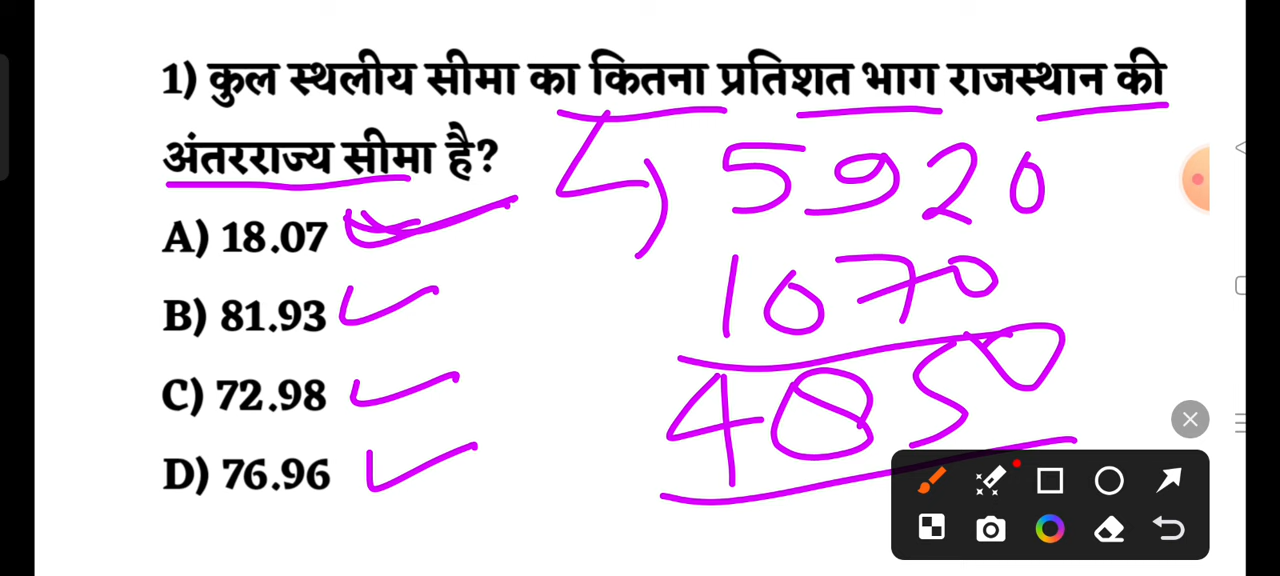 1) कुल स्थलीय सीमा का कितना प्रतिशत भाग राजस्थान की
अंतरराज्य सीमा है?
5920
A) 18.07
1070
B) 81.93
4850
C) 72.98
D) 76.96